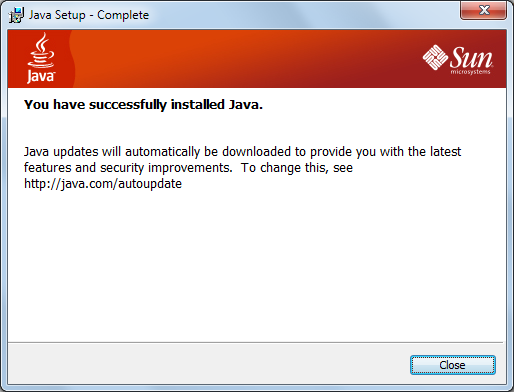 Java Setup - Complete
Java
Sun
microsystems
You have successfully installed Java.
Java updates will automatically be downloaded to provide you with the latest
features and security improvements.  To change this, see
http://java.com/autoupdate
Close